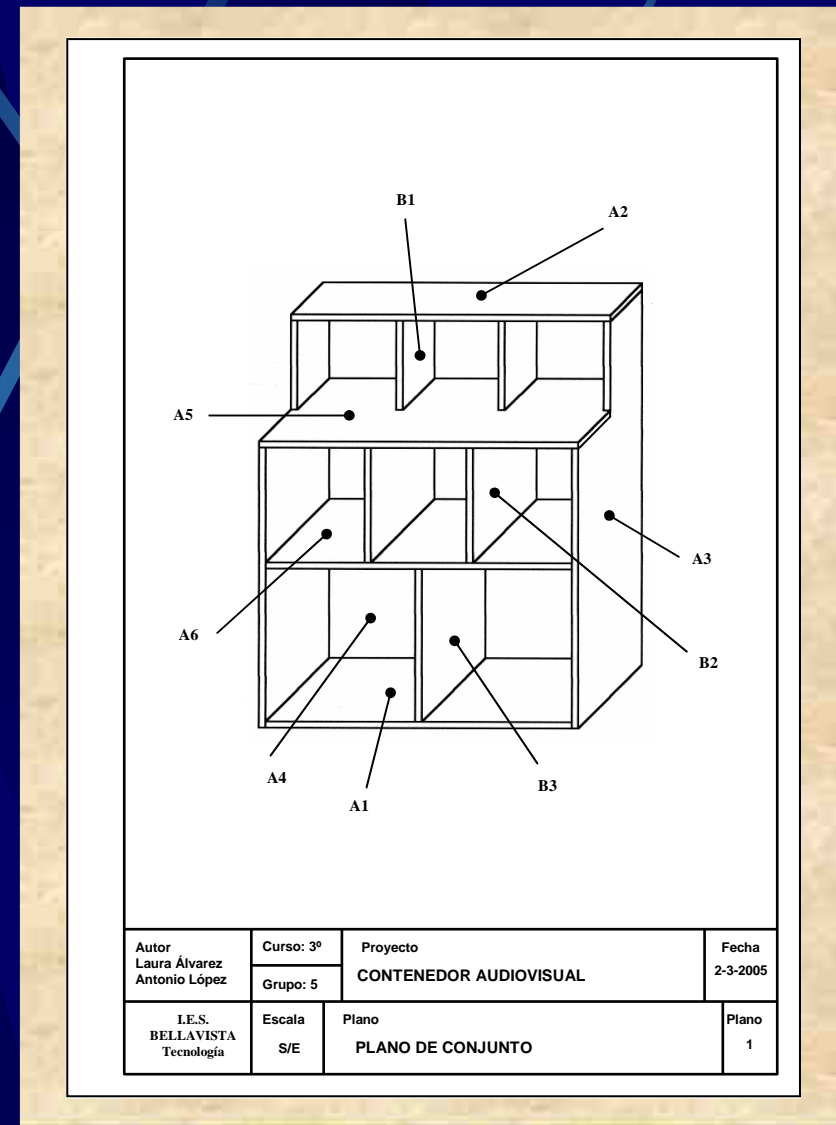 B1
A2
A5
A3
A6
B2
A4
B3
A1
Autor
Laura Álvarez
Antonio López
Curso: 3º
Grupo: 5
Proyecto
CONTENEDOR AUDIOVISUAL
Fecha
2-3-2005
I.E.S.
BELLAVISTA
Tecnología
Escala
S/E
Plano
PLANO DE CONJUNTO
Plano
1